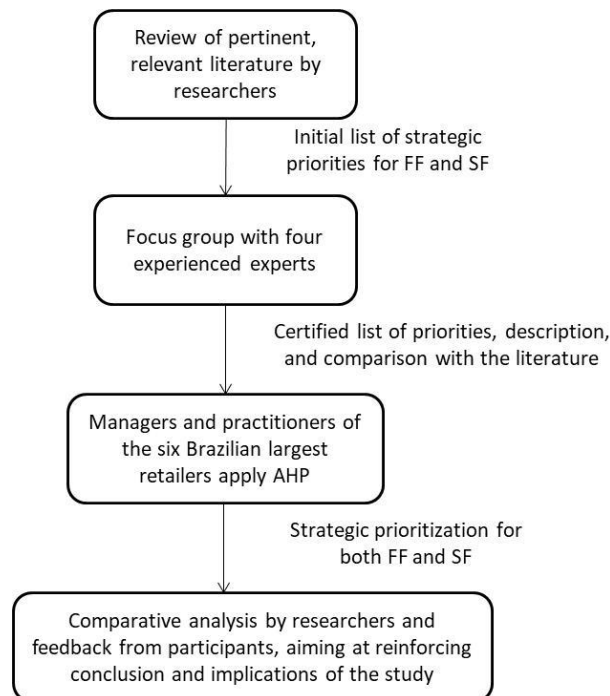 Review of pertinent,
relevant literature by
researchers
Initial list of strategic
priorities for FF and SF
Focus group with four
experienced experts
Certified list of priorities, description,
and comparison with the literature
Managers and practitioners of
the six Brazilian largest
retailers apply AHP
Strategic prioritization for
both FF and SF
Comparative analysis by researchers and
feedback from participants, aiming at reinforcing
conclusion and implications of the study